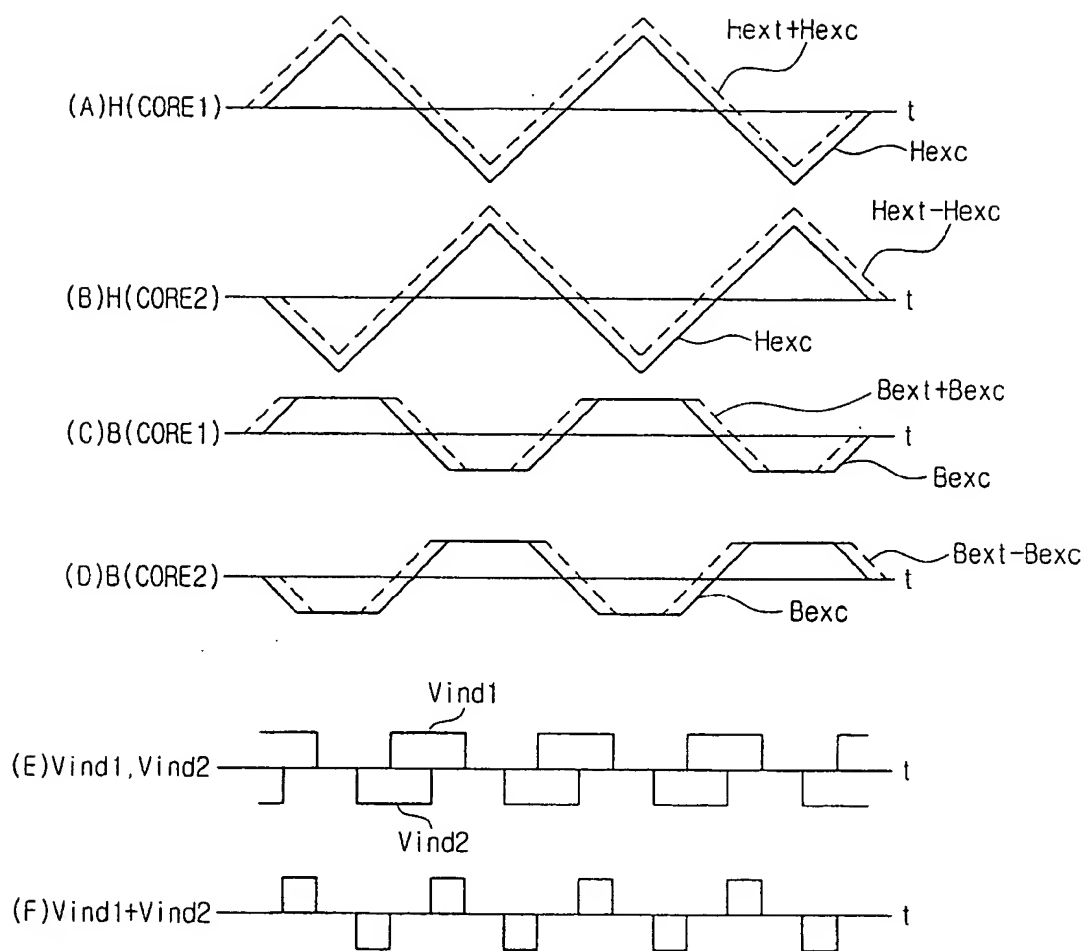 Hext+Hexc
(A)H(CORE1)
t
Hexc
Hext-Hexc
(B)H(CORE2)
t
Hexc
Bext+Bexc
(C)B(CORE1)
t
Bexc
Bext-Bexc
(D)B(CORE2)
t
Bexc
Vind1
(E)Vind1,Vind2
t
Vind2
(F)Vind1+Vind2
t